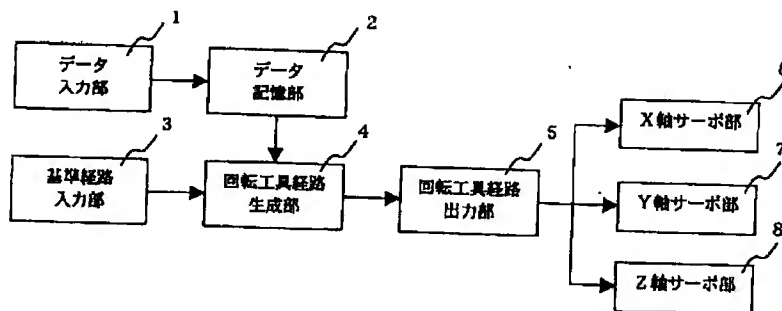 1
データ
入力部
2
データ
記憶部
3
基準経路
入力部
4
回転工具経路
生成部
5
回転工具経路
出力部
6
X軸サーボ部
7
Y軸サーボ部
8
Z軸サーボ部